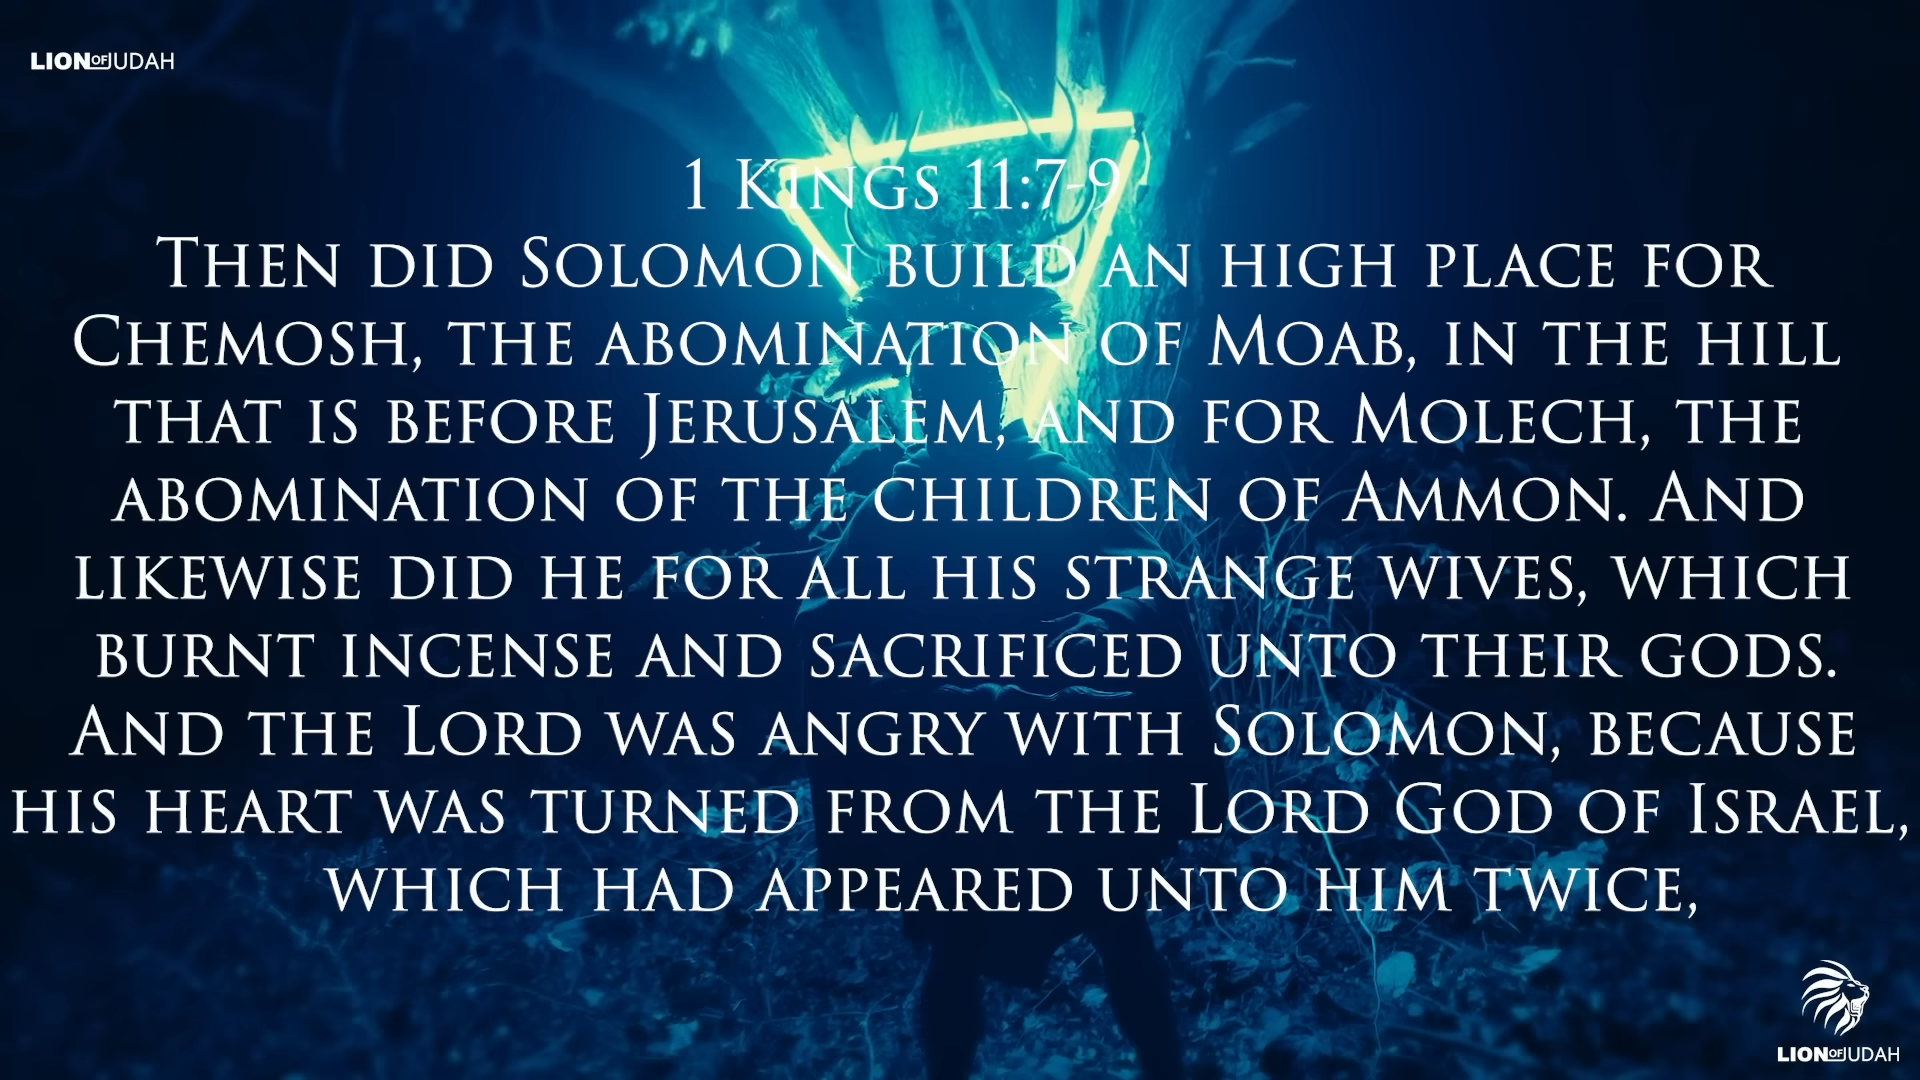 LIONOFJUDAH
1 Kings 11:7-9
Then did Solomon build an high place for
Chemosh, the abomination of Moab, in the hill
that is before Jerusalem, and for Molech, the
abomination of the children of Ammon. And
likewise did he for all his strange wives, which
burnt incense and sacrificed unto their gods.
And the Lord was angry with Solomon, because
his heart was turned from the Lord God of Israel,
which had appeared unto him twice,
LIONOFJUDAH